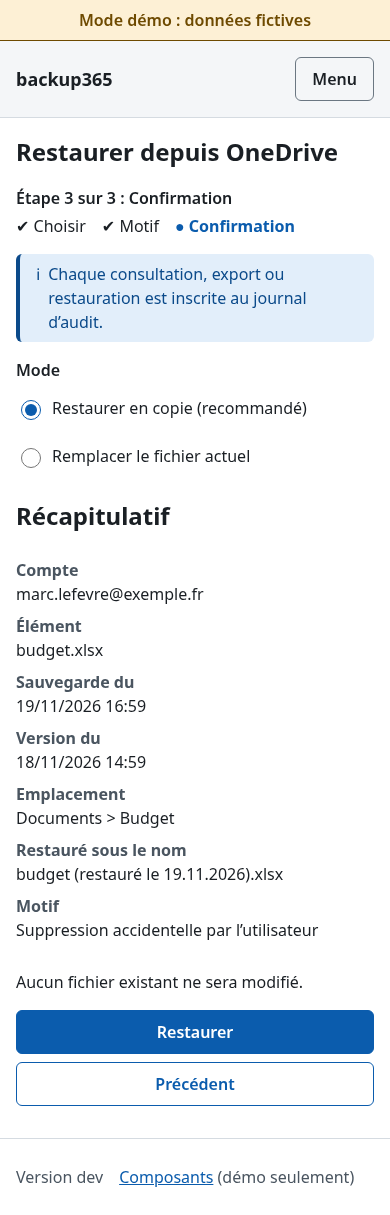 Mode démo : données fictives
backup365
Menu
Restaurer depuis OneDrive
Étape 3 sur 3 : Confirmation
✔ Choisir ✔ Motif ● Confirmation
i Chaque consultation, export ou
restauration est inscrite au journal
d’audit.
Mode
Restaurer en copie (recommandé)
Remplacer le fichier actuel
Récapitulatif
Compte
marc.lefevre@exemple.fr
Élément
budget.xlsx
Sauvegarde du
19/11/2026 16:59
Version du
18/11/2026 14:59
Emplacement
Documents > Budget
Restauré sous le nom
budget (restauré le 19.11.2026).xlsx
Motif
Suppression accidentelle par l’utilisateur
Aucun fichier existant ne sera modifié.
Restaurer
Précédent
Version dev Composants (démo seulement)